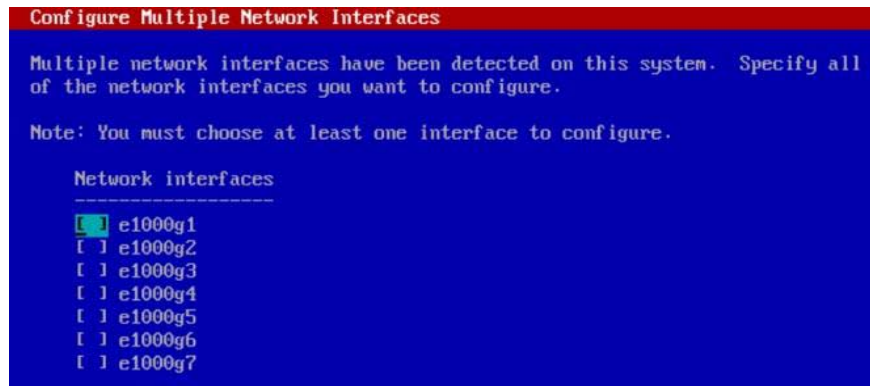 Configure Multiple Network Interfaces
Multiple network interfaces have been detected on this system.  Specify all
of the network interfaces you want to configure.
Note: You must choose at least one interface to configure.
Network interfaces
------------------
[ ] e1000g1
[ ] e1000g2
[ ] e1000g3
[ ] e1000g4
[ ] e1000g5
[ ] e1000g6
[ ] e1000g7